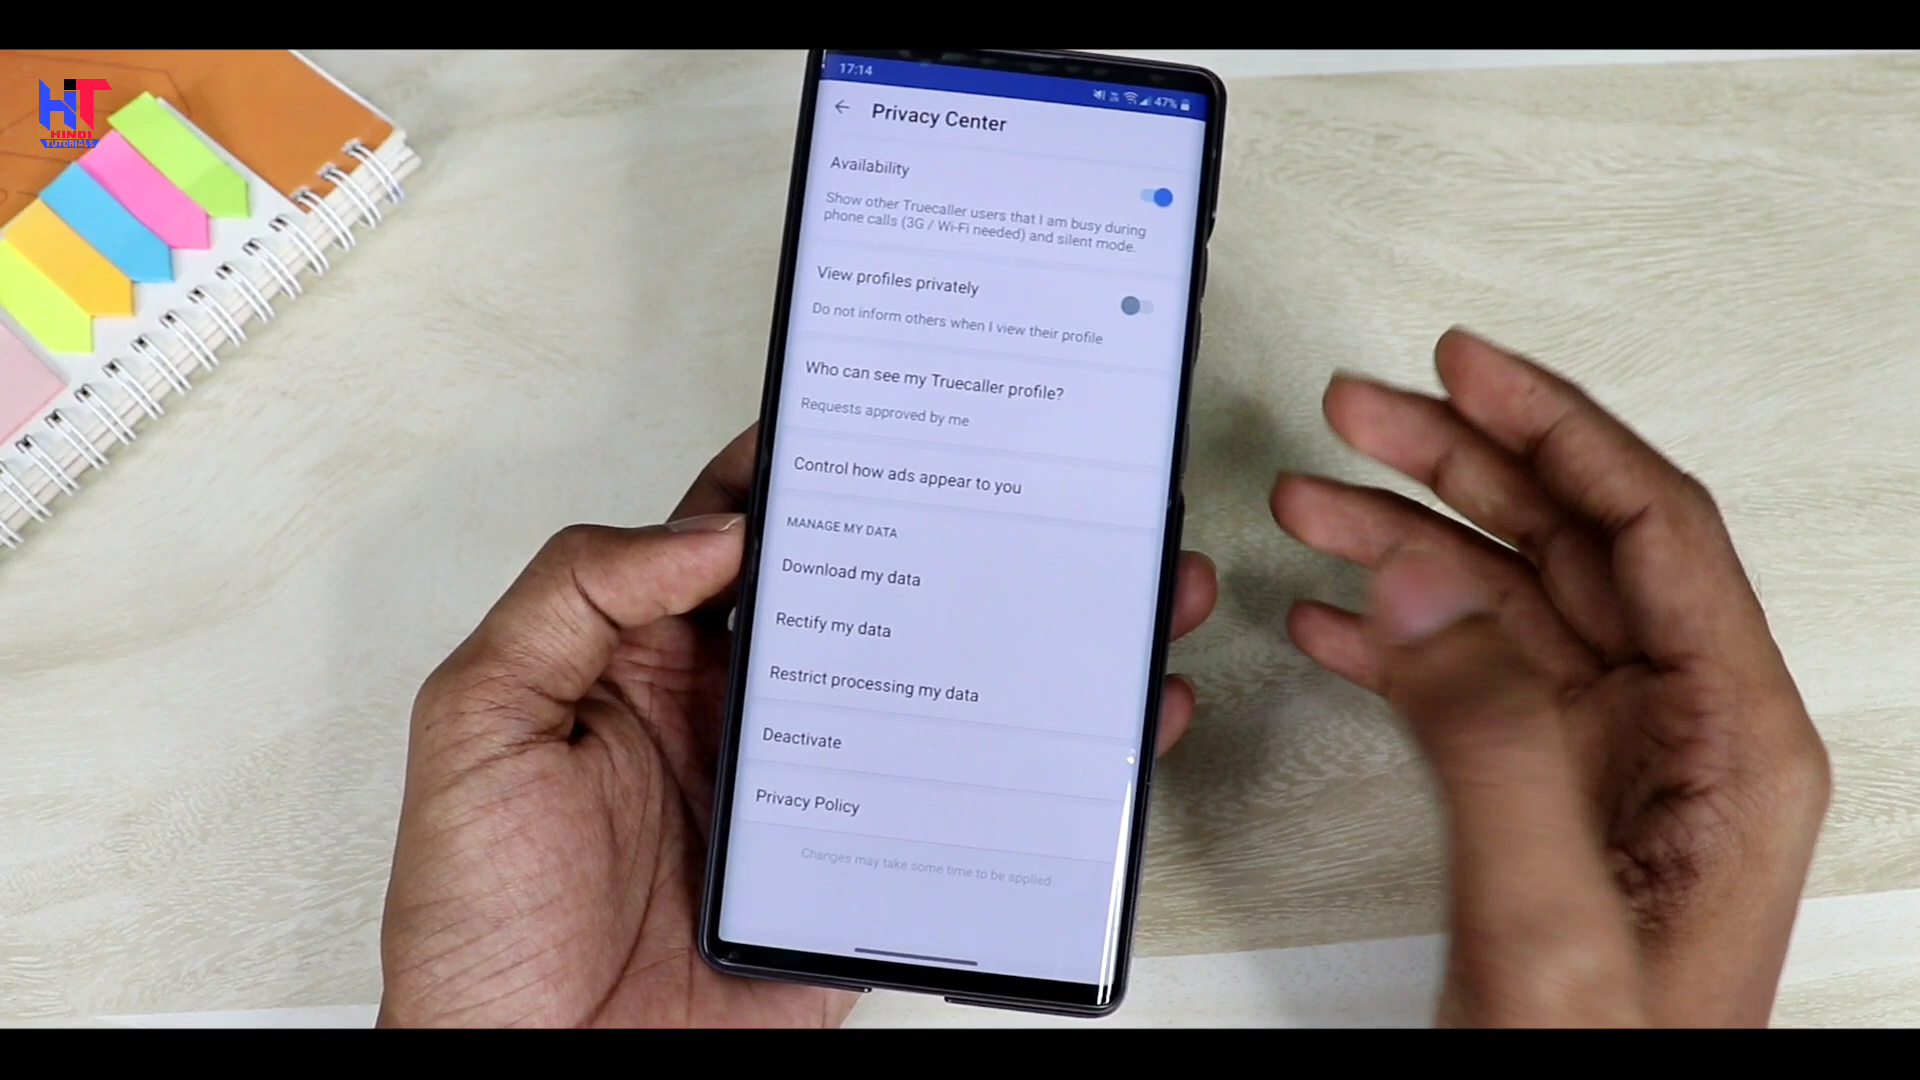 HT
HINDI
TUTORIALS
17:14
47%
Privacy Center
Availability
Show other Truecaller users that I am busy during
phone calls (3G / Wi-Fi needed) and silent mode.
View profiles privately
Do not inform others when I view their profile
Who can see my Truecaller profile?
Requests approved by me
Control how ads appear to you
MANAGE MY DATA
Download my data
Rectify my data
Restrict processing my data
Deactivate
Privacy Policy
Changes may take some time to be applied